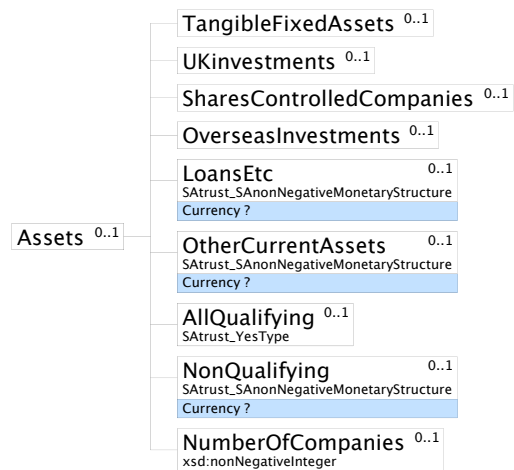 TangibleFixedAssets 0..1
UKinvestments 0..1
SharesControlledCompanies 0..1
OverseasInvestments 0..1
LoansEtc 0..1
SAtrust_SAnonNegativeMonetaryStructure
Currency ?
Assets 0..1
OtherCurrentAssets 0..1
SAtrust_SAnonNegativeMonetaryStructure
Currency ?
AllQualifying 0..1
SAtrust_YesType
NonQualifying 0..1
SAtrust_SAnonNegativeMonetaryStructure
Currency ?
NumberOfCompanies 0..1
xsd:nonNegativeInteger